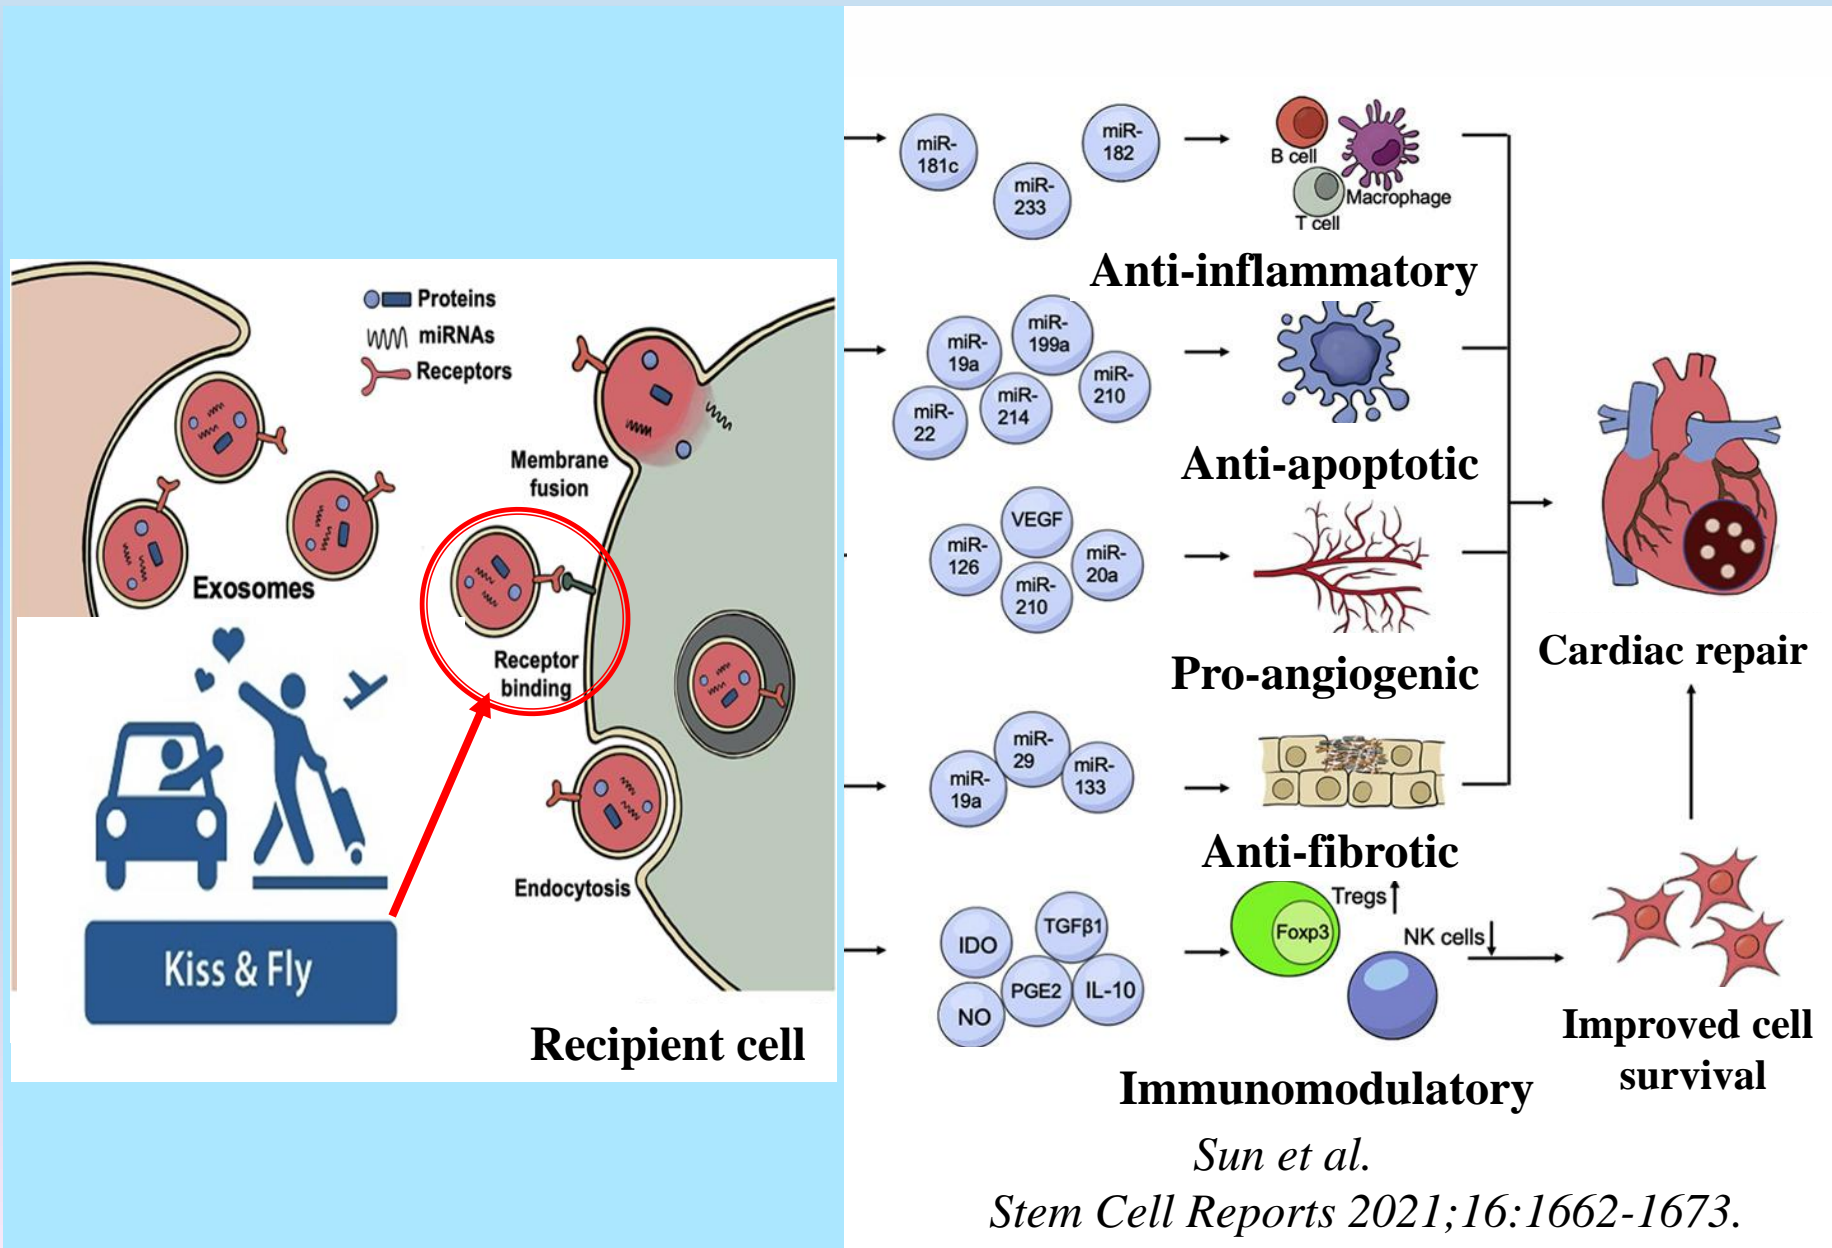 Proteins
miRNAs
Receptors
Membrane
fusion
Exosomes
Receptor
binding
Endocytosis
Kiss & Fly
Recipient cell
miR-
181c
miR-
233
miR-
182
B cell
Macrophage
T cell
Anti-inflammatory
miR-
19a
miR-
199a
miR-
210
miR-
22
miR-
214
Anti-apoptotic
VEGF
miR-
126
miR-
20a
miR-
210
Pro-angiogenic
Cardiac repair
miR-
29
miR-
19a
miR-
133
Anti-fibrotic
Tregs
Foxp3
NK cells
IDO
TGFβ1
PGE2
IL-10
NO
Improved cell
survival
Immunomodulatory
Sun et al.
Stem Cell Reports 2021;16:1662-1673.